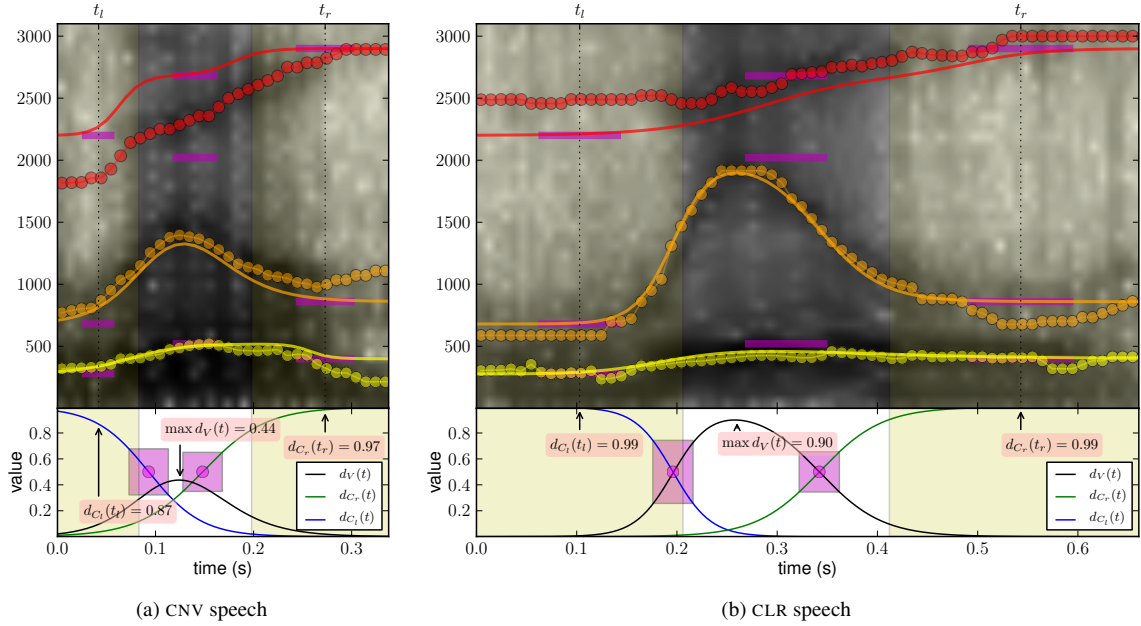 t_l t_r
3000
2500
2000
1500
1000
500
0.8
0.6
0.4
0.2
value
max d_V(t) = 0.44
d_{C_r}(t_r) = 0.97
d_{C_l}(t_l) = 0.87
d_V(t)
d_{C_r}(t)
d_{C_l}(t)
0.0 0.1 0.2 0.3
time (s)
(a) CNV speech
t_l t_r
3000
2500
2000
1500
1000
500
0.8
0.6
0.4
0.2
value
d_{C_l}(t_l) = 0.99
max d_V(t) = 0.90
d_{C_r}(t_r) = 0.99
d_V(t)
d_{C_r}(t)
d_{C_l}(t)
0.0 0.1 0.2 0.3 0.4 0.5 0.6
time (s)
(b) CLR speech